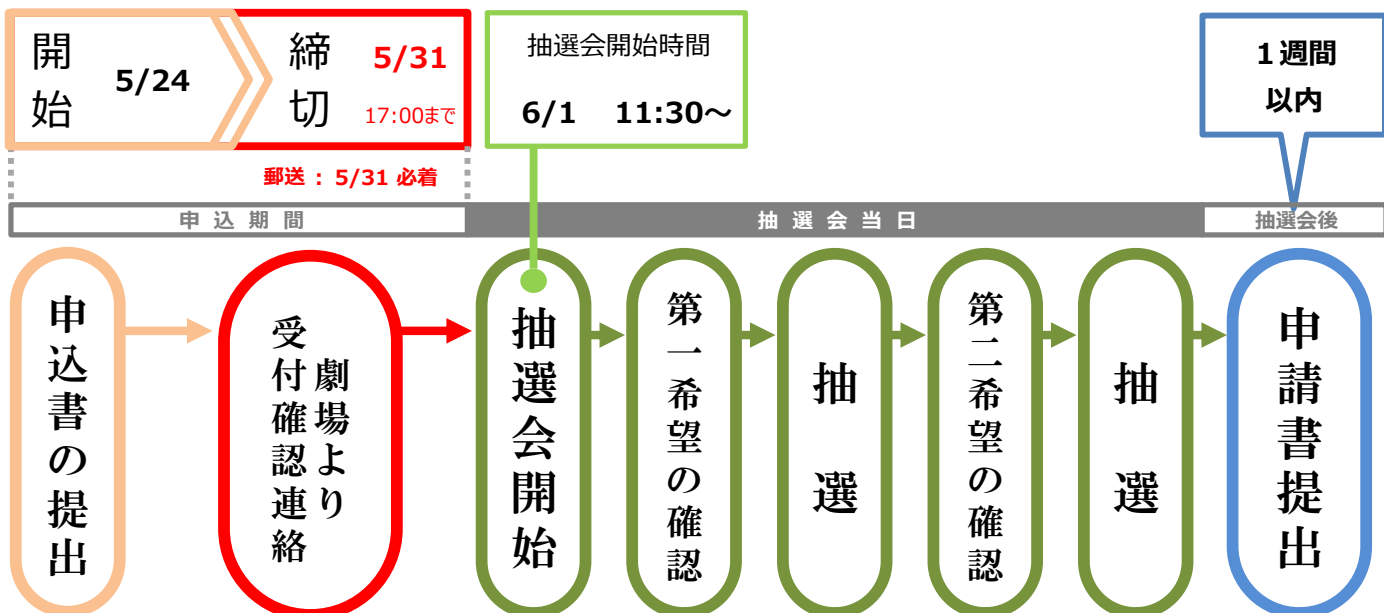 開始
5/24
締切
5/31
17:00まで
郵送 : 5/31 必着
抽選会開始時間
6/1 11:30～
1週間
以内
申込期間
抽選会当日
抽選会後
申込書の提出
劇場より
受付確認連絡
抽選会開始
第一希望の確認
抽選
第二希望の確認
抽選
申請書提出